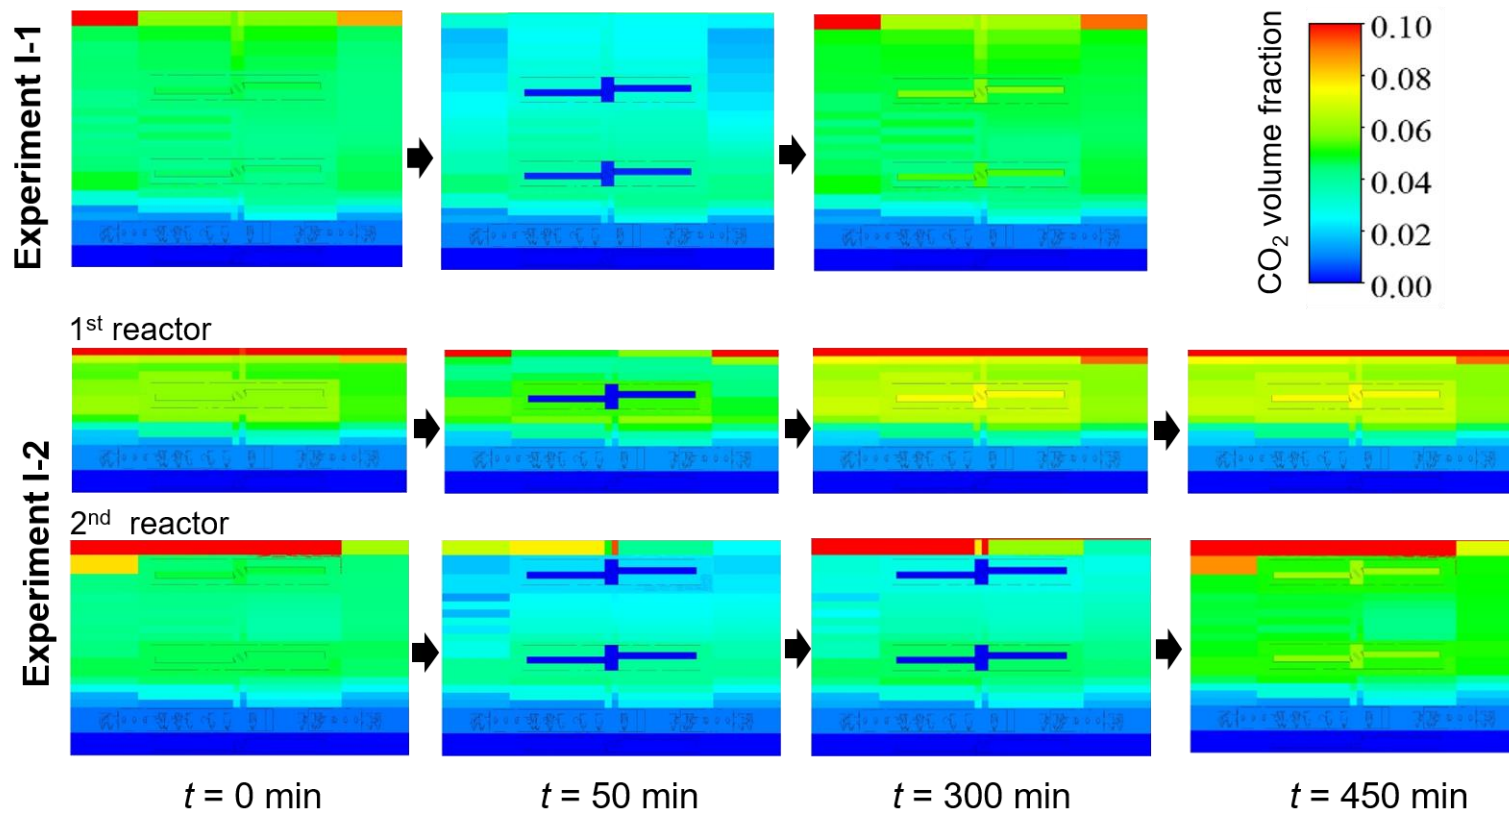 Experiment I-1
CO₂ volume fraction
0.10
0.08
0.06
0.04
0.02
0.00
Experiment I-2
1st reactor
2nd reactor
t = 0 min
t = 50 min
t = 300 min
t = 450 min